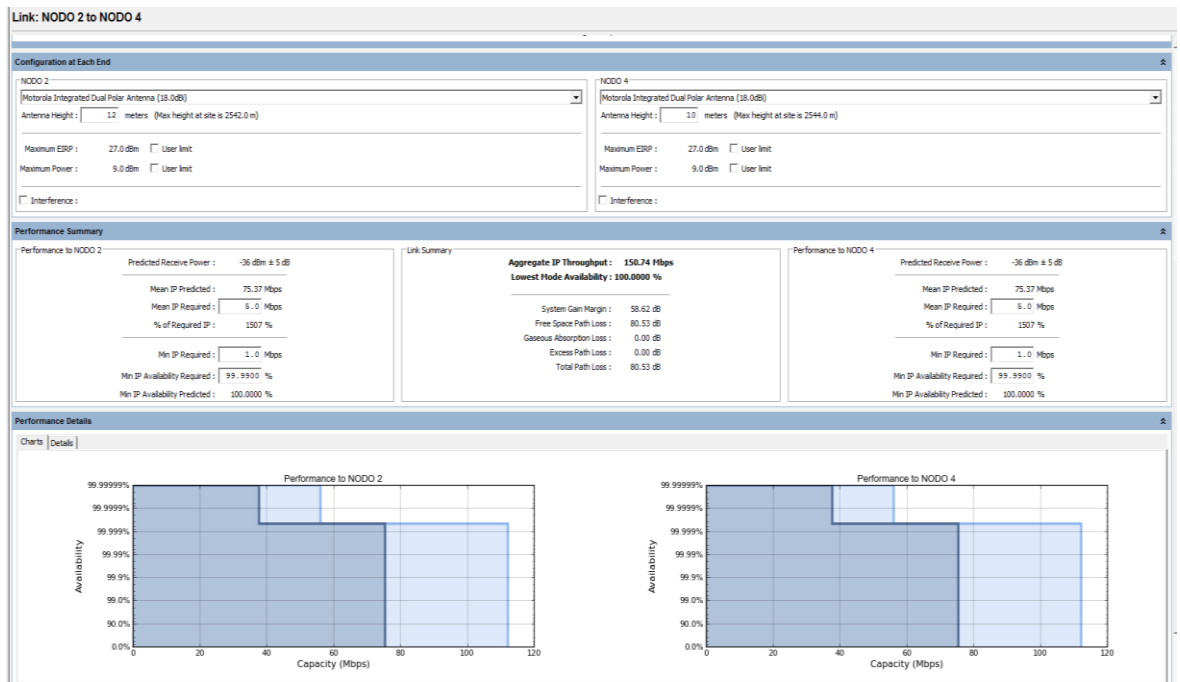 Link: NODO 2 to NODO 4
Configuration at Each End
NODO 2
Motorola Integrated Dual Polar Antenna (18.0dBi)
Antenna Height : 12 meters (Max height at site is 2542.0 m)
Maximum EIRP : 27.0 dBm User limit
Maximum Power : 9.0 dBm User limit
Interference :
NODO 4
Motorola Integrated Dual Polar Antenna (18.0dBi)
Antenna Height : 10 meters (Max height at site is 2544.0 m)
Maximum EIRP : 27.0 dBm User limit
Maximum Power : 9.0 dBm User limit
Interference :
Performance Summary
Performance to NODO 2
Predicted Receive Power : -36 dBm ± 5 dB
Mean IP Predicted : 75.37 Mbps
Mean IP Required : 5.0 Mbps
% of Required IP : 1507 %
Min IP Required : 1.0 Mbps
Min IP Availability Required : 99.9900 %
Min IP Availability Predicted : 100.0000 %
Link Summary
Aggregate IP Throughput : 150.74 Mbps
Lowest Mode Availability : 100.0000 %
System Gain Margin : 58.62 dB
Free Space Path Loss : 80.53 dB
Gaseous Absorption Loss : 0.00 dB
Excess Path Loss : 0.00 dB
Total Path Loss : 80.53 dB
Performance to NODO 4
Predicted Receive Power : -36 dBm ± 5 dB
Mean IP Predicted : 75.37 Mbps
Mean IP Required : 5.0 Mbps
% of Required IP : 1507 %
Min IP Required : 1.0 Mbps
Min IP Availability Required : 99.9900 %
Min IP Availability Predicted : 100.0000 %
Performance Details
Charts Details
Performance to NODO 2
99.99999%
99.9999%
99.999%
99.99%
99.9%
99.0%
90.0%
0.0%
Availability
0 20 40 60 80 100 120
Capacity (Mbps)
Performance to NODO 4
99.99999%
99.9999%
99.999%
99.99%
99.9%
99.0%
90.0%
0.0%
Availability
0 20 40 60 80 100 120
Capacity (Mbps)